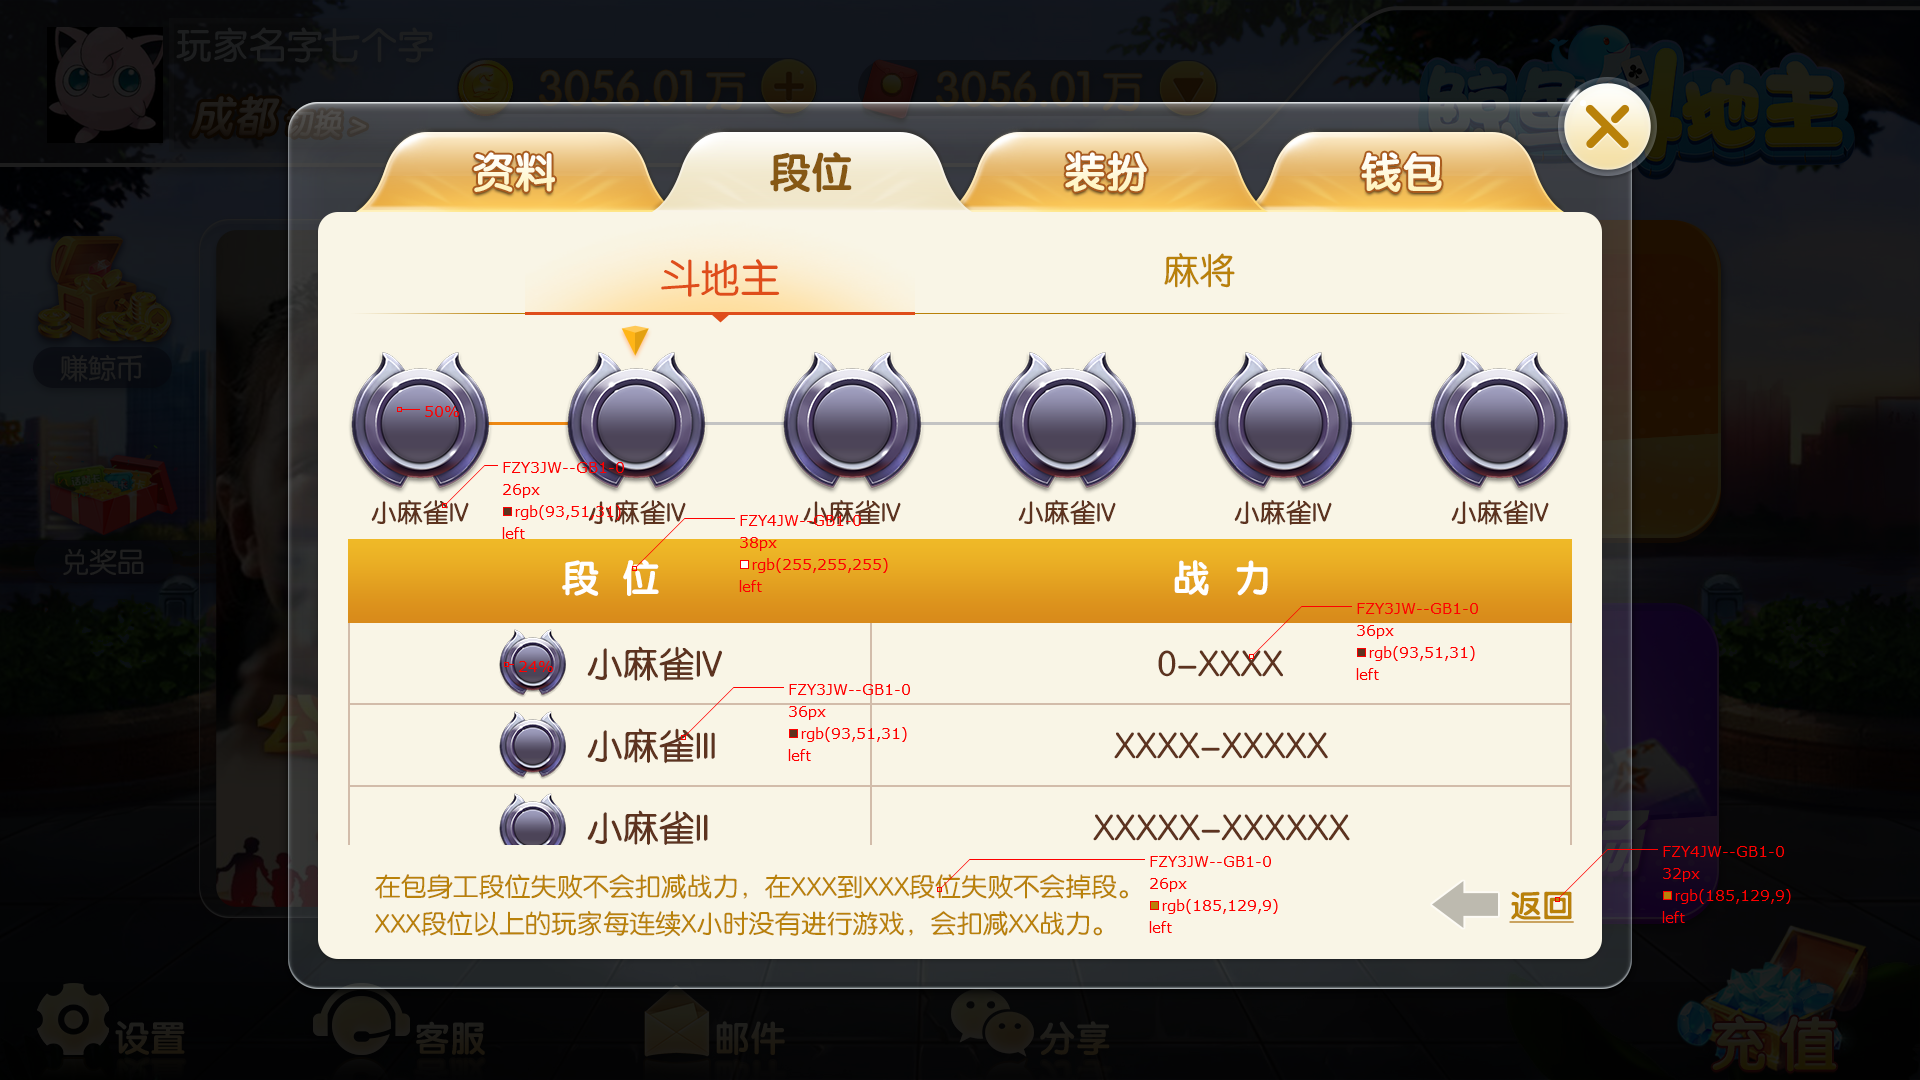 玩家名字七个字
3056.01万
3056.01万
成都 切换>
鲸鱼斗地主
资料
段位
装扮
钱包
斗地主
麻将
赚鲸币
50%
FZY3JW--GB1-0
26px
rgb(93,51,31)
left
小麻雀IV
小麻雀IV
小麻雀IV
小麻雀IV
小麻雀IV
小麻雀IV
FZY4JW--GB1-0
38px
rgb(255,255,255)
left
兑奖品
段 位
战 力
FZY3JW--GB1-0
36px
rgb(93,51,31)
left
24%
小麻雀IV
0-XXXX
FZY3JW--GB1-0
36px
rgb(93,51,31)
left
小麻雀III
XXXX-XXXXX
小麻雀II
XXXXX-XXXXXX
FZY3JW--GB1-0
26px
rgb(185,129,9)
left
在包身工段位失败不会扣减战力，在XXX到XXX段位失败不会掉段。
XXX段位以上的玩家每连续X小时没有进行游戏，会扣减XX战力。
返回
FZY4JW--GB1-0
32px
rgb(185,129,9)
left
设置
客服
邮件
分享
充值